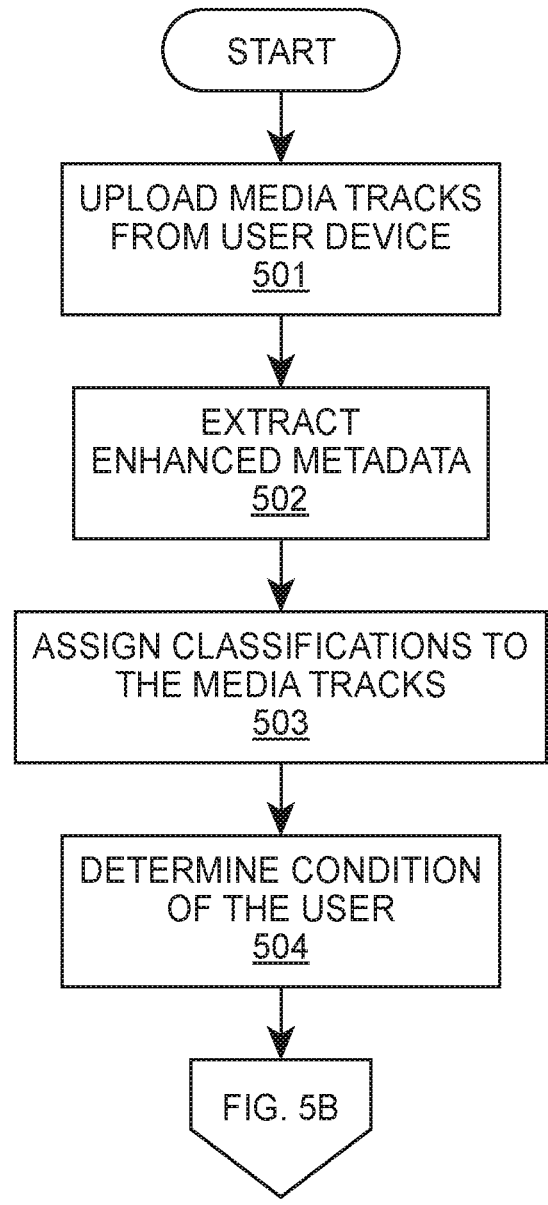 START
UPLOAD MEDIA TRACKS
FROM USER DEVICE
501
EXTRACT
ENHANCED METADATA
502
ASSIGN CLASSIFICATIONS TO
THE MEDIA TRACKS
503
DETERMINE CONDITION
OF THE USER
504
FIG. 5B